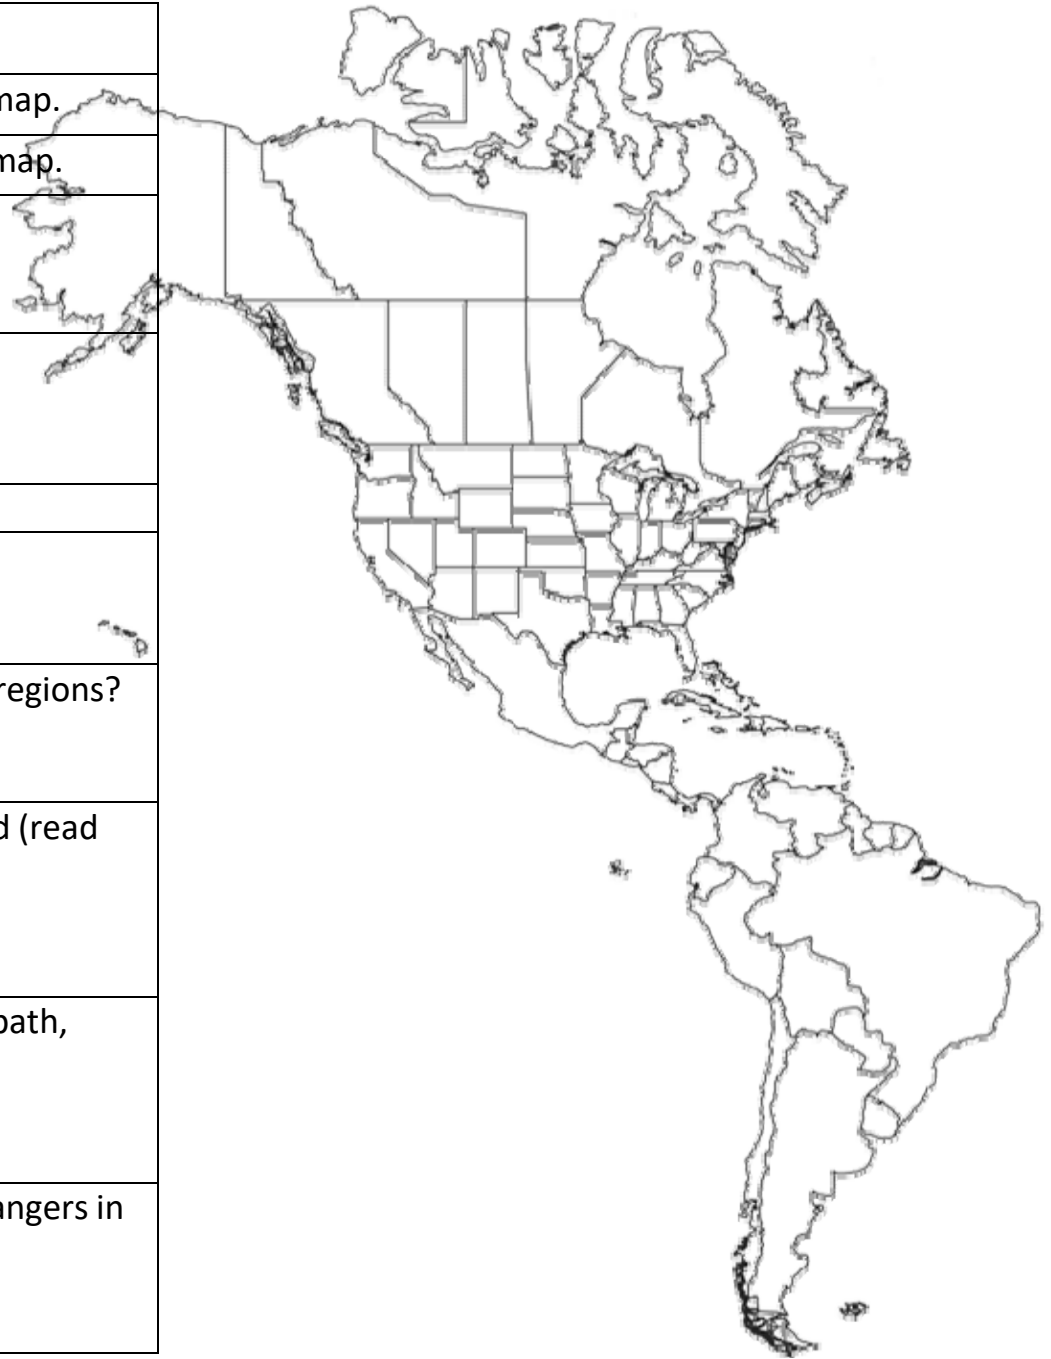 map.
map.
regions?
d (read
path,
angers in